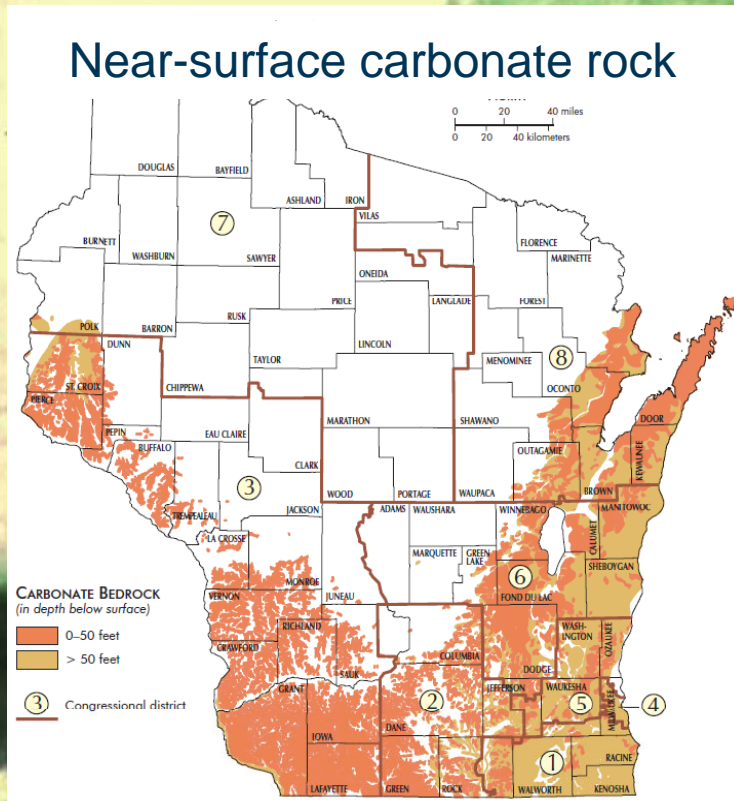 Near-surface carbonate rock
0 20 40 miles
0 20 40 kilometers
DOUGLAS
BAYFIELD
ASHLAND
IRON
VILAS
7
BURNETT
WASHBURN
SAWYER
FLORENCE
MARINETTE
ONEIDA
PRICE
LANGLADE
FOREST
POLK
BARRON
RUSK
DUNN
LINCOLN
TAYLOR
MENOMINEE
8
OCONTO
ST. CROIX
CHIPPEWA
PIERCE
MARATHON
SHAWANO
DOOR
PEPIN
EAU CLAIRE
BUFFALO
OUTAGAMIE
KEWAUNEE
CLARK
3
WOOD
PORTAGE
WAUPACA
BROWN
TREMPEALEAU
JACKSON
ADAMS
WAUSHARA
WINNEBAGO
MANITOWOC
CALUMET
LA CROSSE
MARQUETTE
GREEN
LAKE
MONROE
6
SHEBOYGAN
VERNON
JUNEAU
FOND DU LAC
CARBONATE BEDROCK
(in depth below surface)
0–50 feet
> 50 feet
3 Congressional district
RICHLAND
WASH-
INGTON
OZAUKEE
CRAWFORD
SAUK
COLUMBIA
DODGE
GRANT
2
JEFFERSON
WAUKESHA
5
MILWAUKEE
4
DANE
IOWA
1
RACINE
LAFAYETTE
GREEN
ROCK
WALWORTH
KENOSHA